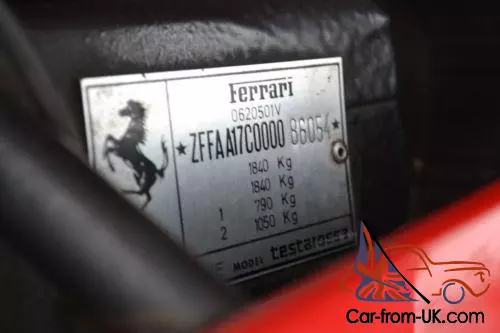 Ferrari
0620501V
*ZFFAA17C0000 86054*
1840 Kg
1840 Kg
1 790 Kg
2 1050 Kg
MODEL testarossa
Car-from-UK.com